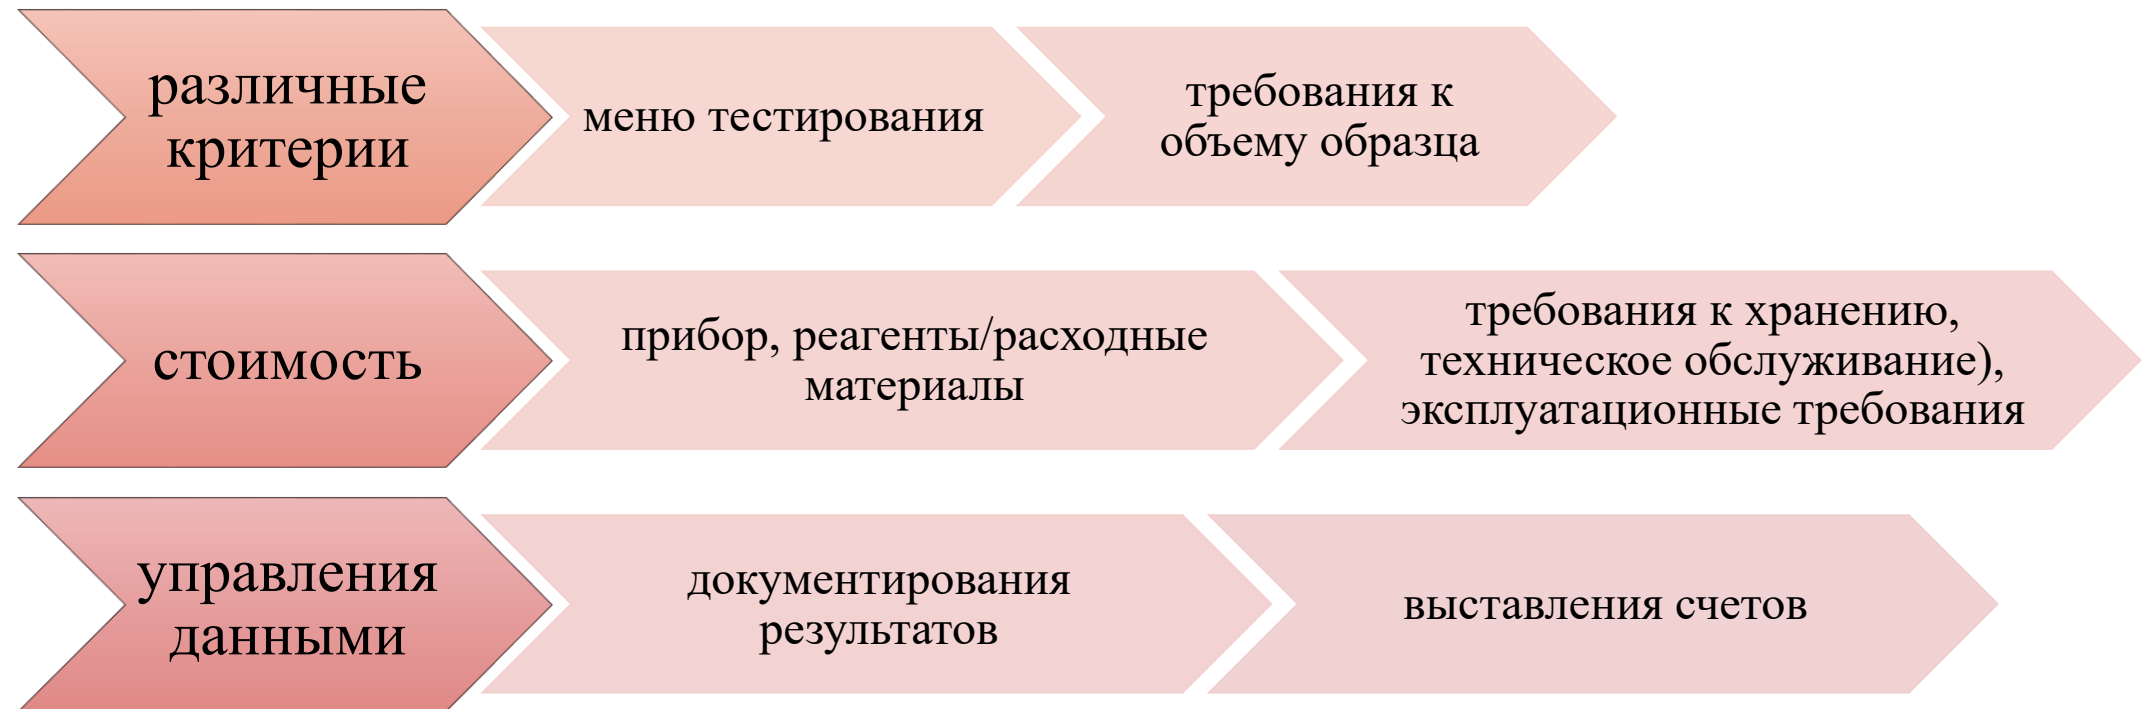 различные
критерии
меню тестирования
требования к
объему образца
стоимость
прибор, реагенты/расходные
материалы
требования к хранению,
техническое обслуживание),
эксплуатационные требования
управления
данными
документирования
результатов
выставления счетов